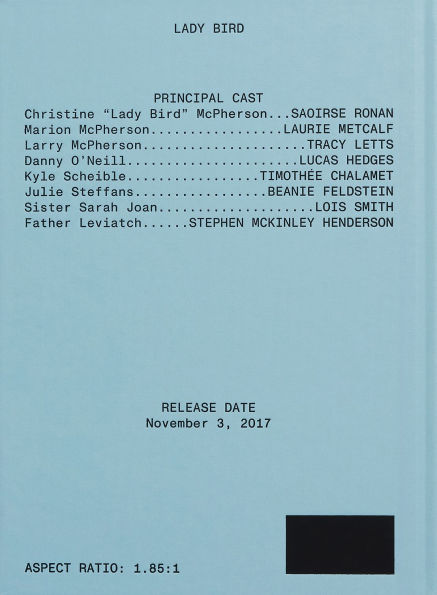 LADY BIRD
PRINCIPAL CAST
Christine “Lady Bird” McPherson...SAOIRSE RONAN
Marion McPherson.................LAURIE METCALF
Larry McPherson.....................TRACY LETTS
Danny O'Neill......................LUCAS HEDGES
Kyle Scheible................TIMOTHÉE CHALAMET
Julie Steffans.................BEANIE FELDSTEIN
Sister Sarah Joan....................LOIS SMITH
Father Leviatch......STEPHEN MCKINLEY HENDERSON
RELEASE DATE
November 3, 2017
ASPECT RATIO: 1.85:1